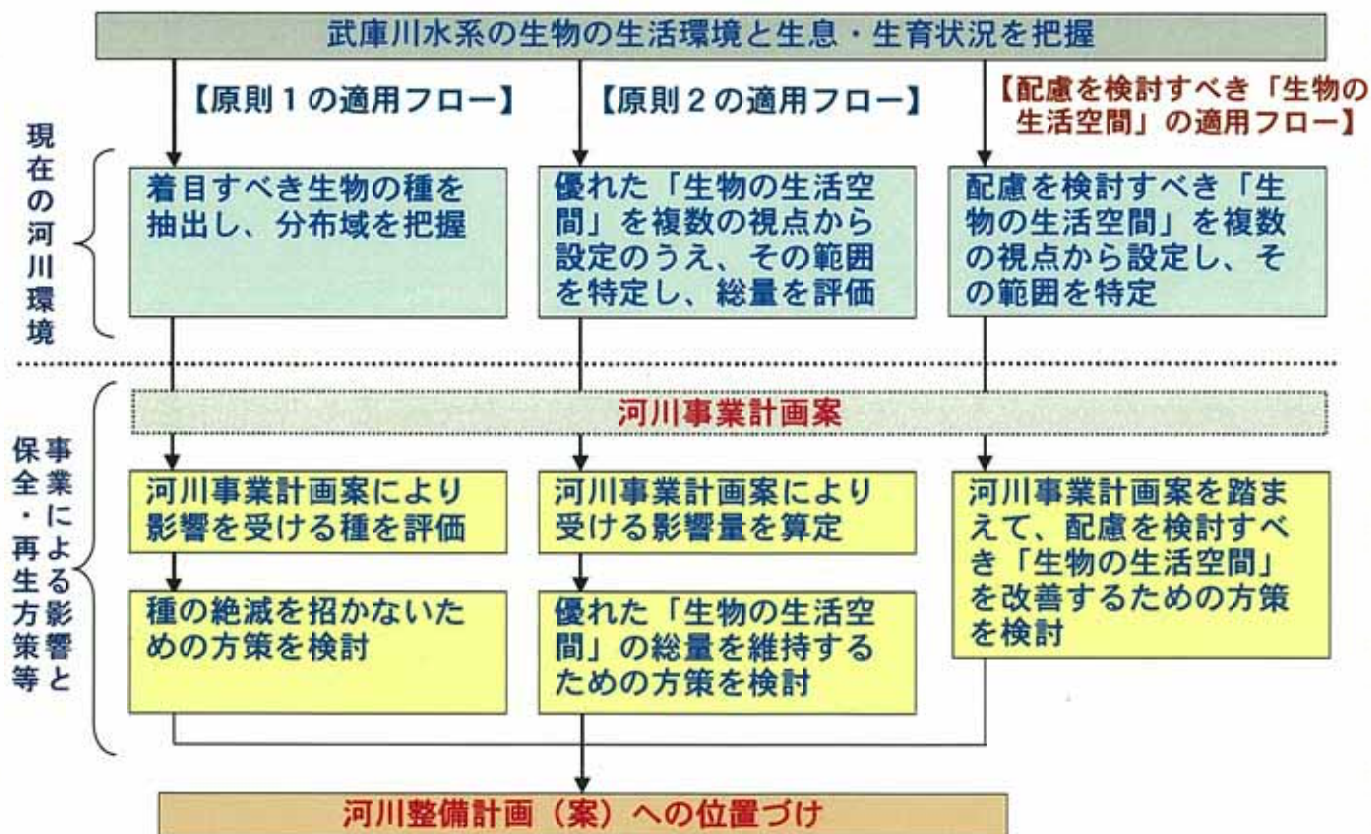 武庫川水系の生物の生活環境と生息・生育状況を把握
【原則1の適用フロー】
【原則2の適用フロー】
【配慮を検討すべき「生物の
生活空間」の適用フロー】
現在の河川環境
着目すべき生物の種を
抽出し、分布域を把握
優れた「生物の生活空
間」を複数の視点から
設定のうえ、その範囲
を特定し、総量を評価
配慮を検討すべき「生
物の生活空間」を複数
の視点から設定し、そ
の範囲を特定
河川事業計画案
事業による影響と
保全・再生方策等
河川事業計画案により
影響を受ける種を評価
種の絶滅を招かないた
めの方策を検討
河川事業計画案により
受ける影響量を算定
優れた「生物の生活空
間」の総量を維持する
ための方策を検討
河川事業計画案を踏ま
えて、配慮を検討すべ
き「生物の生活空間」
を改善するための方策
を検討
河川整備計画（案）への位置づけ